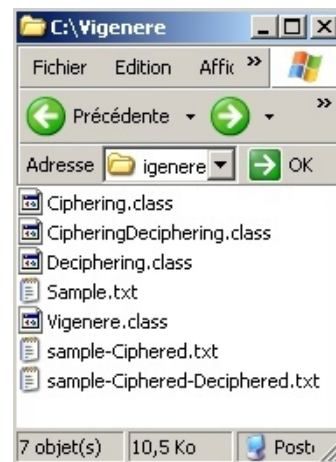 C:\Vigenere
Fichier Edition Affic »
Précédente »
Adresse igenere OK
Ciphering.class
CipheringDeciphering.class
Deciphering.class
Sample.txt
Vigenere.class
sample-Ciphered.txt
sample-Ciphered-Deciphered.txt
7 objet(s) 10,5 Ko Post